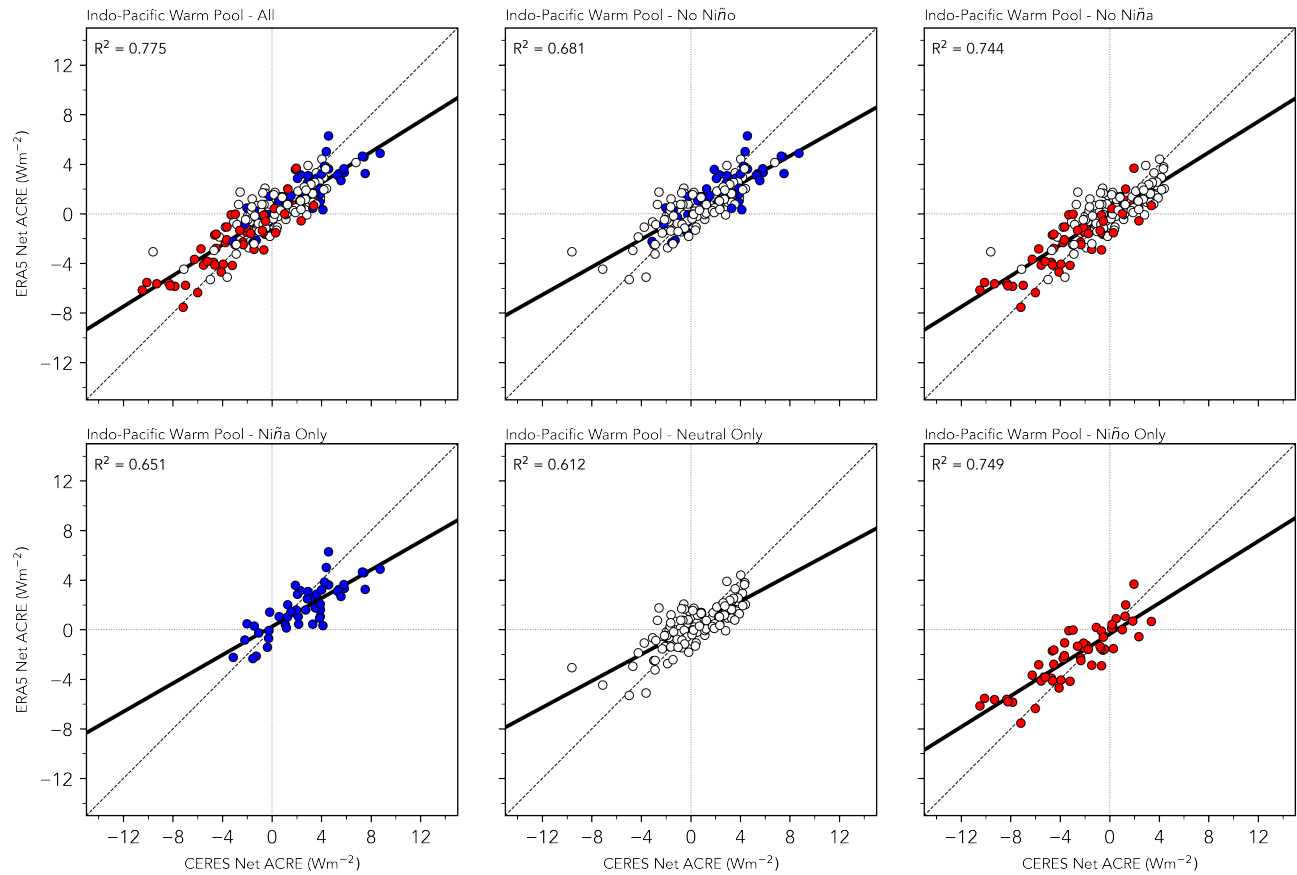 Indo-Pacific Warm Pool - All
Indo-Pacific Warm Pool - No Niño
Indo-Pacific Warm Pool - No Niña
R² = 0.775
R² = 0.681
R² = 0.744
ERA5 Net ACRE (Wm⁻²)
12
8
4
0
−4
−8
−12
Indo-Pacific Warm Pool - Niña Only
Indo-Pacific Warm Pool - Neutral Only
Indo-Pacific Warm Pool - Niño Only
R² = 0.651
R² = 0.612
R² = 0.749
ERA5 Net ACRE (Wm⁻²)
12
8
4
0
−4
−8
−12
−12 −8 −4 0 4 8 12
−12 −8 −4 0 4 8 12
−12 −8 −4 0 4 8 12
CERES Net ACRE (Wm⁻²)
CERES Net ACRE (Wm⁻²)
CERES Net ACRE (Wm⁻²)